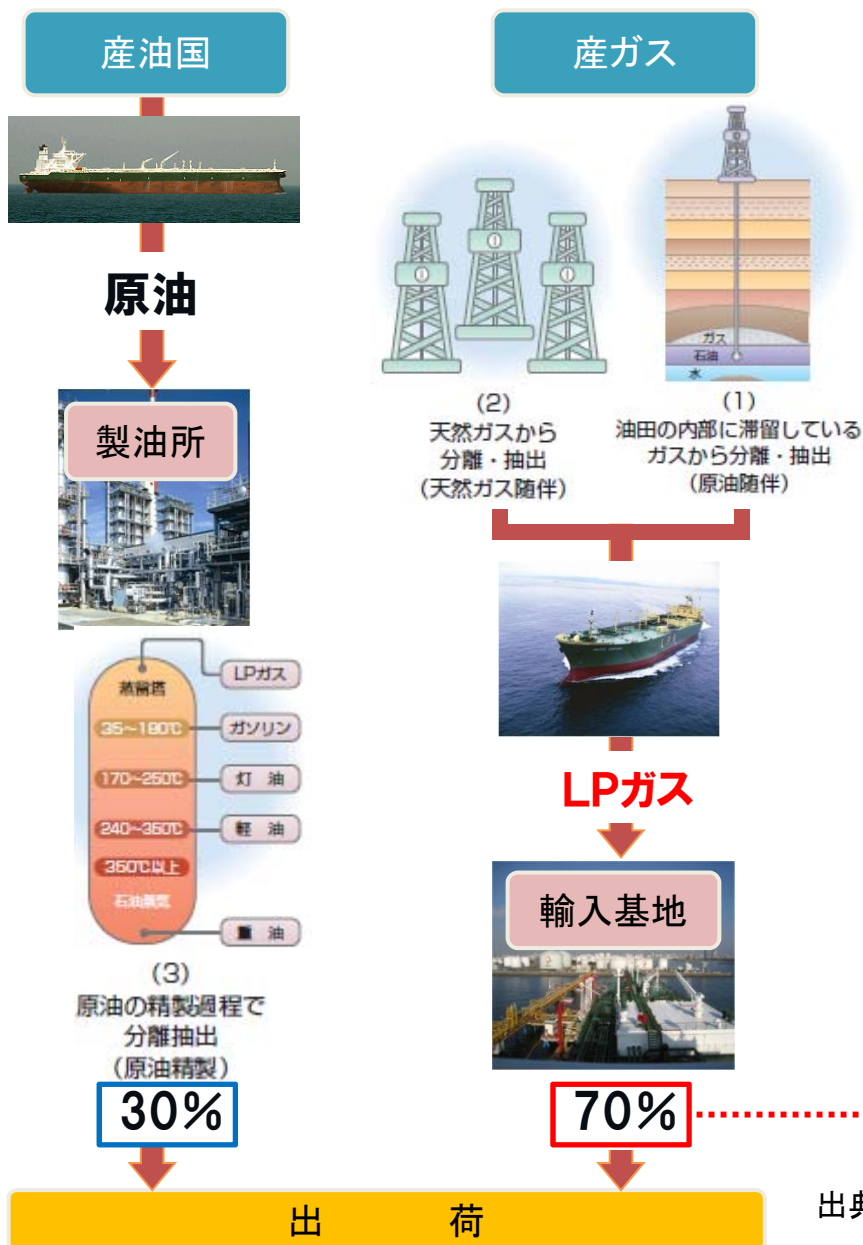 産油国
原油
製油所
蒸留塔
LPガス
35~180℃
ガソリン
170~250℃
灯 油
240~350℃
軽 油
350℃以上
石油蒸気
重 油
(3)
原油の精製過程で
分離抽出
(原油精製)
30%
産ガス
①
①
①
(2)
天然ガスから
分離・抽出
(天然ガス随伴)
ガス
石油
水
(1)
油田の内部に滞留している
ガスから分離・抽出
(原油随伴)
LPG
LPガス
輸入基地
70%
出 荷
出典